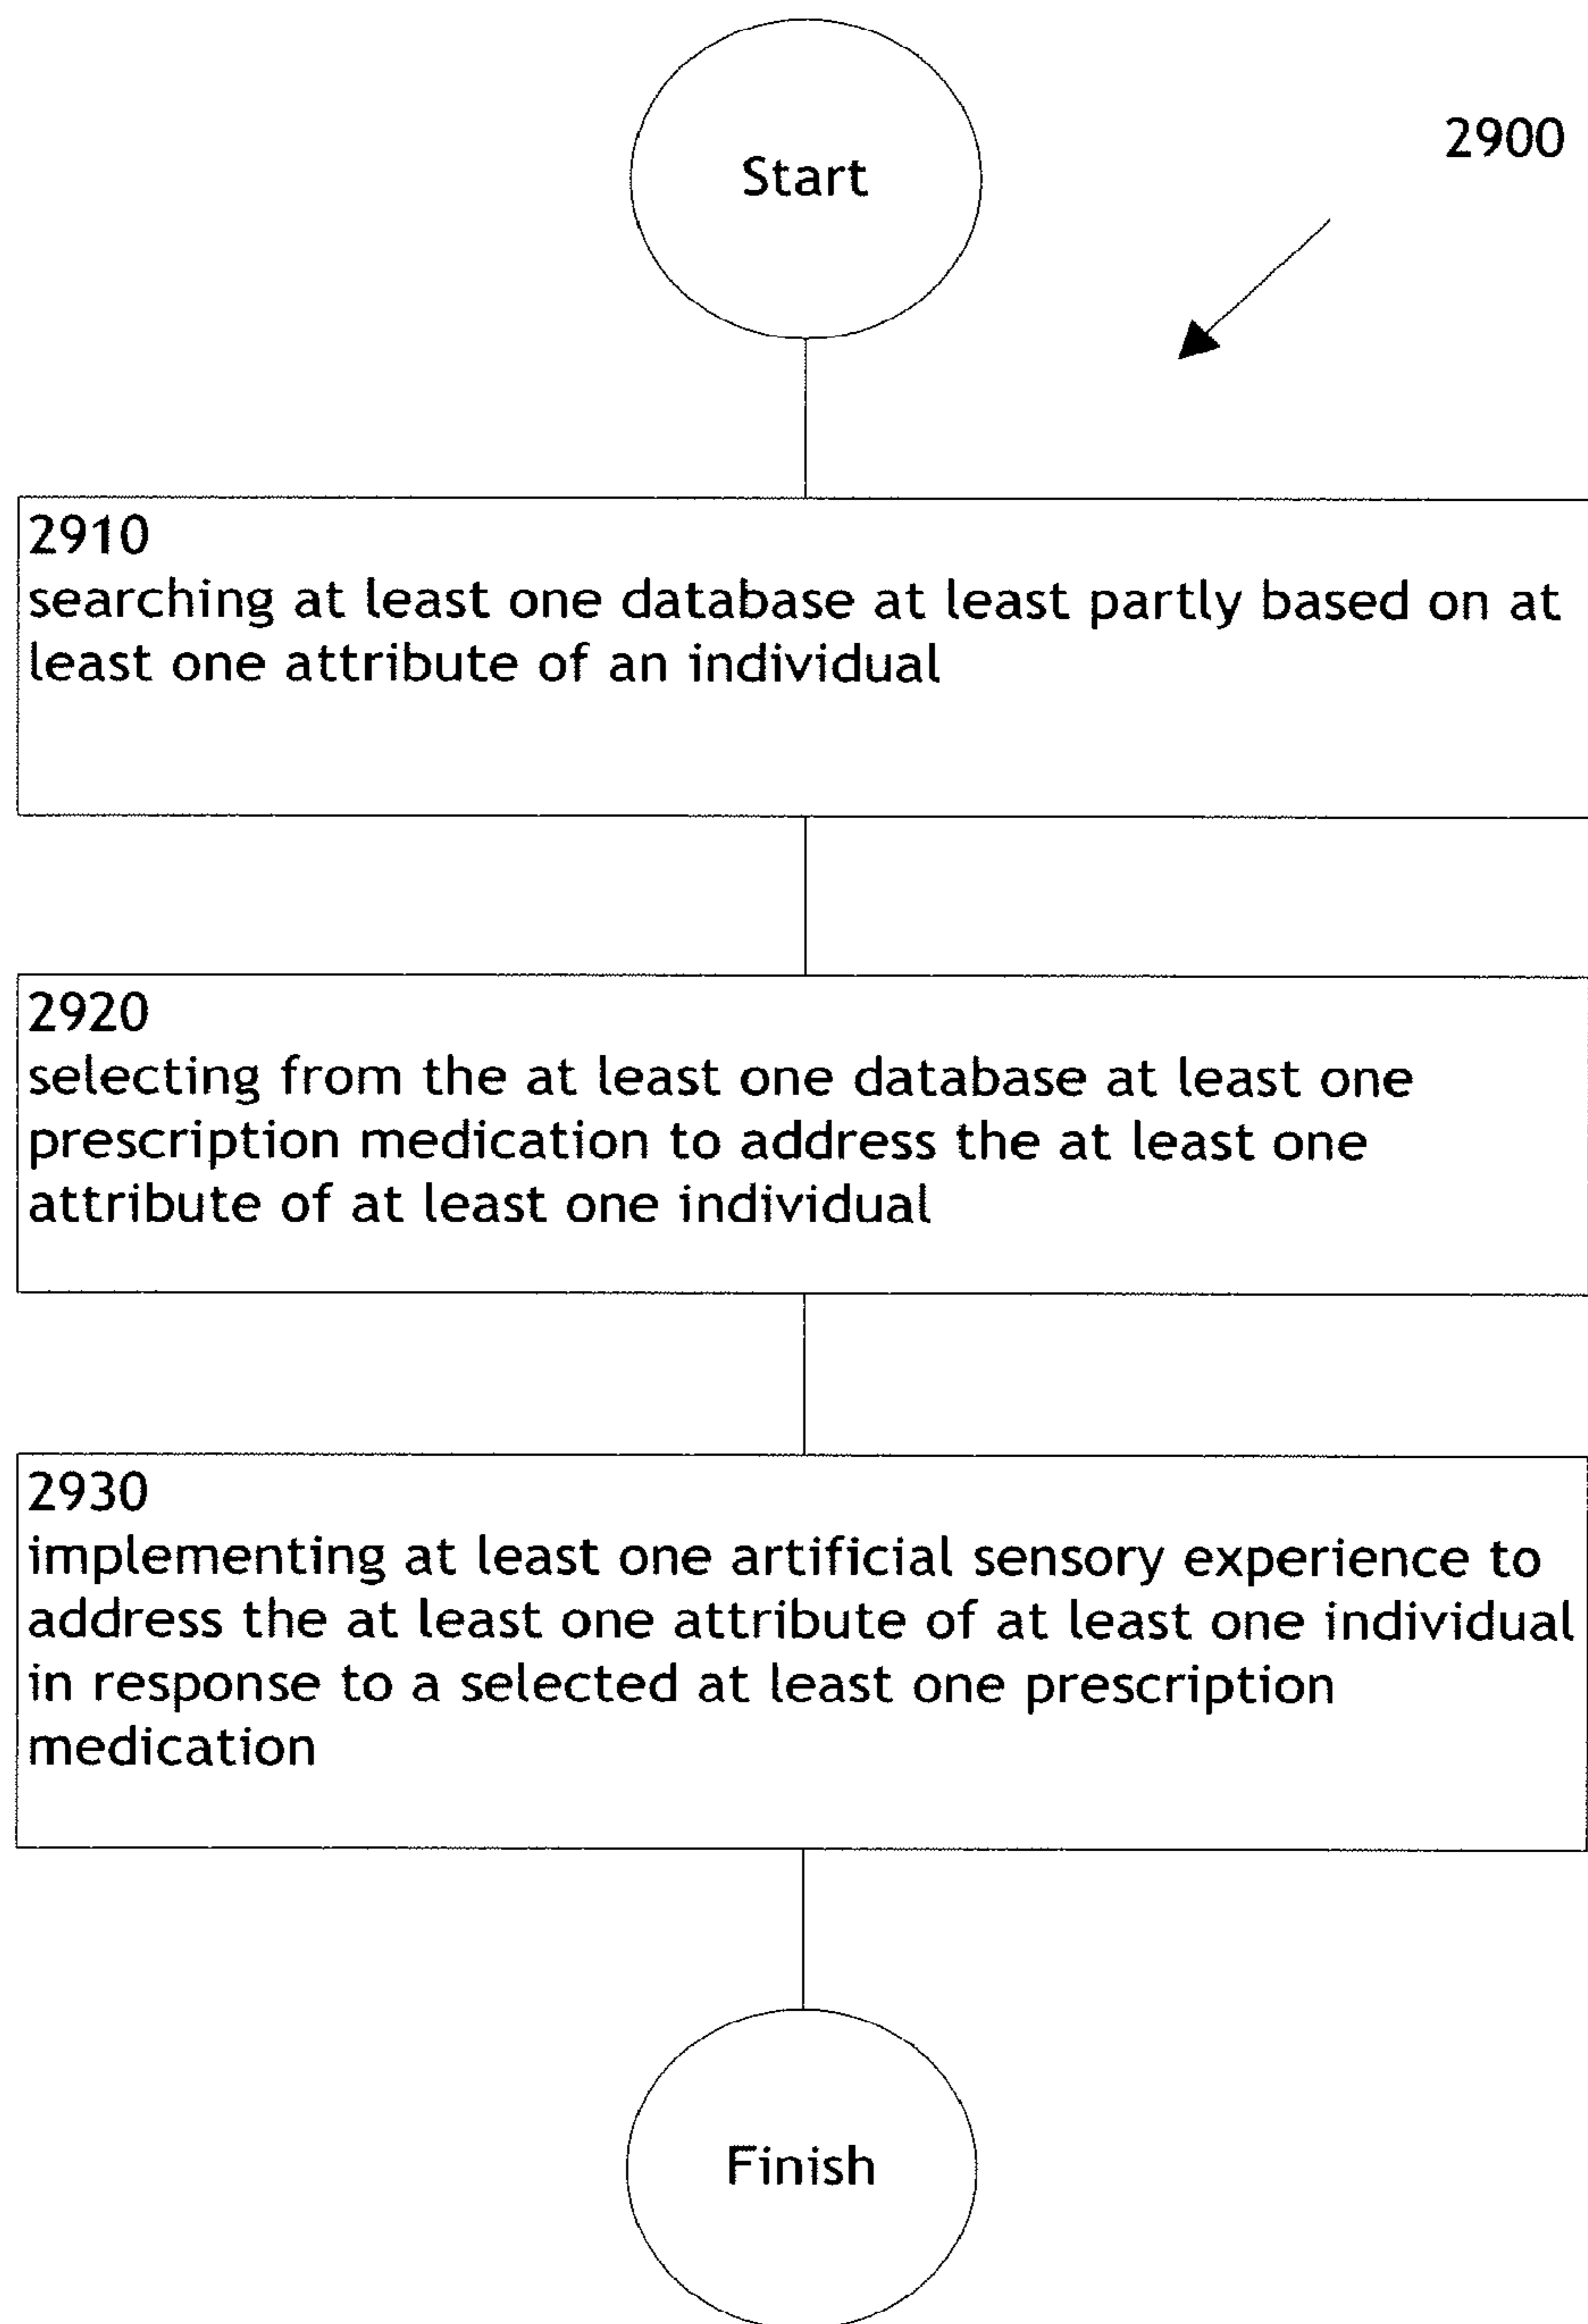 Start
2900
2910
searching at least one database at least partly based on at
least one attribute of an individual
2920
selecting from the at least one database at least one
prescription medication to address the at least one
attribute of at least one individual
2930
implementing at least one artificial sensory experience to
address the at least one attribute of at least one individual
in response to a selected at least one prescription
medication
Finish